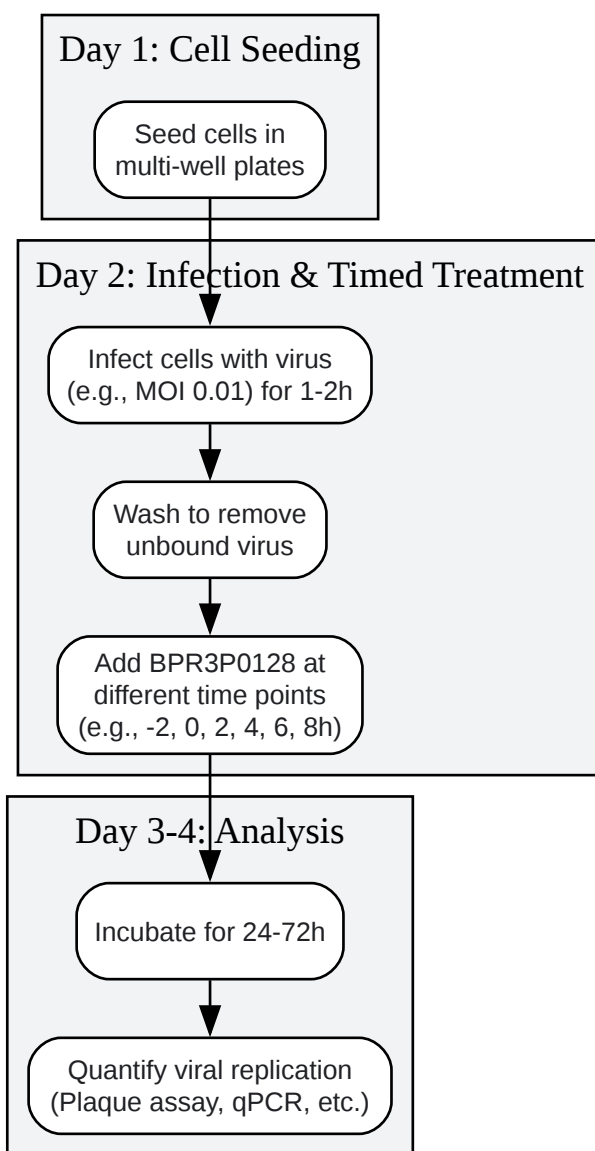 Day 1: Cell Seeding
Seed cells in
multi-well plates
Day 2: Infection & Timed Treatment
Infect cells with virus
(e.g., MOI 0.01) for 1-2h
Wash to remove
unbound virus
Add BPR3P0128 at
different time points
(e.g., -2, 0, 2, 4, 6, 8h)
Day 3-4: Analysis
Incubate for 24-72h
Quantify viral replication
(Plaque assay, qPCR, etc.)